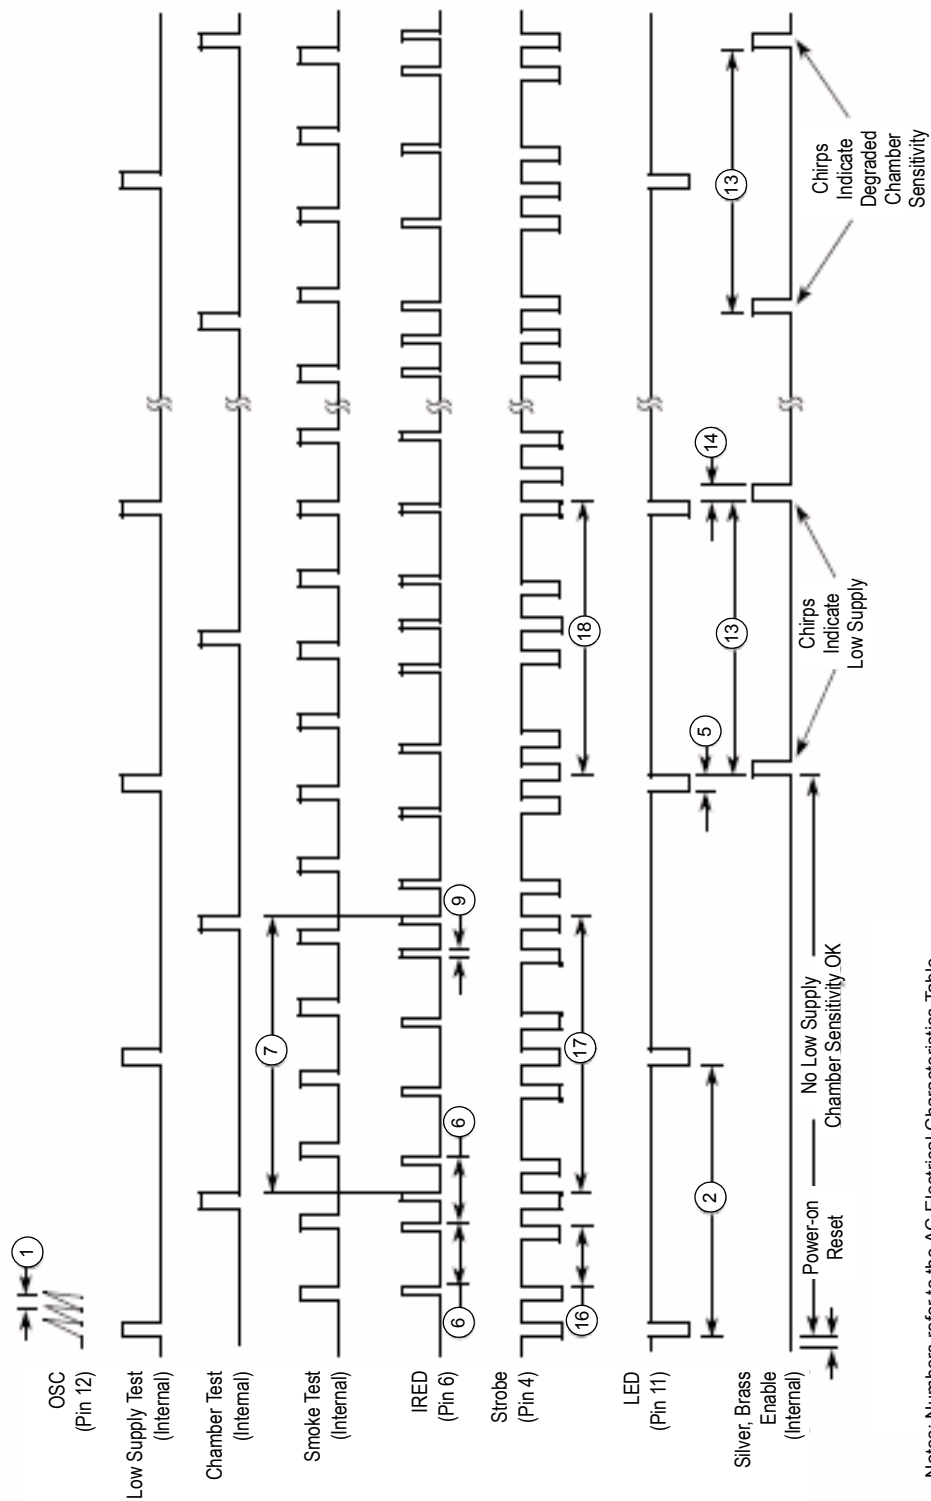 OSC
(Pin 12)
1
Low Supply Test
(Internal)
Chamber Test
(Internal)
7
Smoke Test
(Internal)
IRED
(Pin 6)
6
6
9
Strobe
(Pin 4)
16
17
18
LED
(Pin 11)
2
5
13
14
13
Silver, Brass
Enable
(Internal)
Power-on
Reset
No Low Supply
Chamber Sensitivity OK
Chirps
Indicate
Low Supply
Chirps
Indicate
Degraded
Chamber
Sensitivity
Notes: Numbers refer to the AC Electrical Characteristics Table